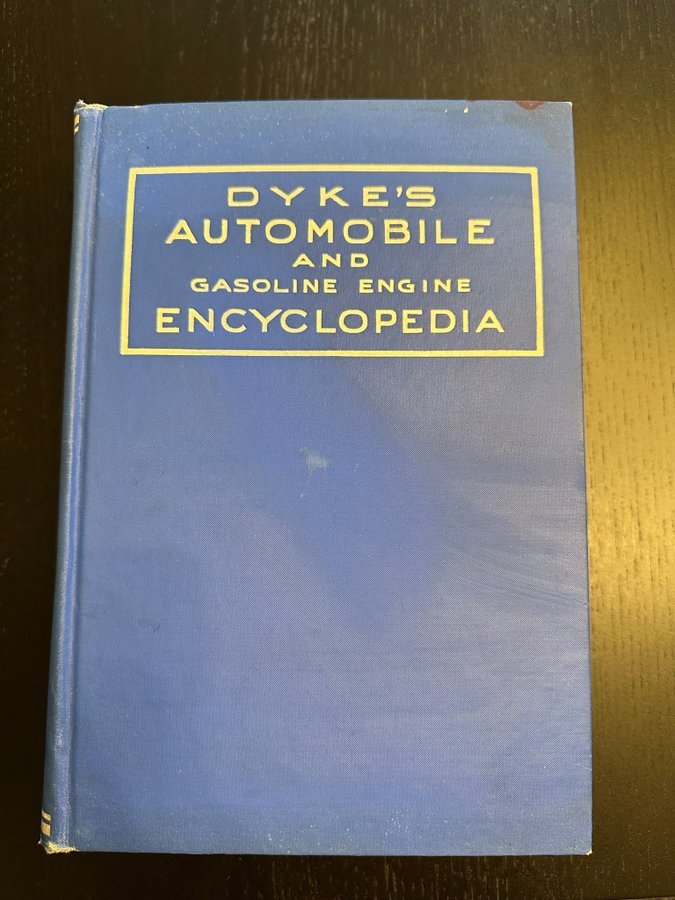 DYKE'S
AUTOMOBILE
AND
GASOLINE ENGINE
ENCYCLOPEDIA